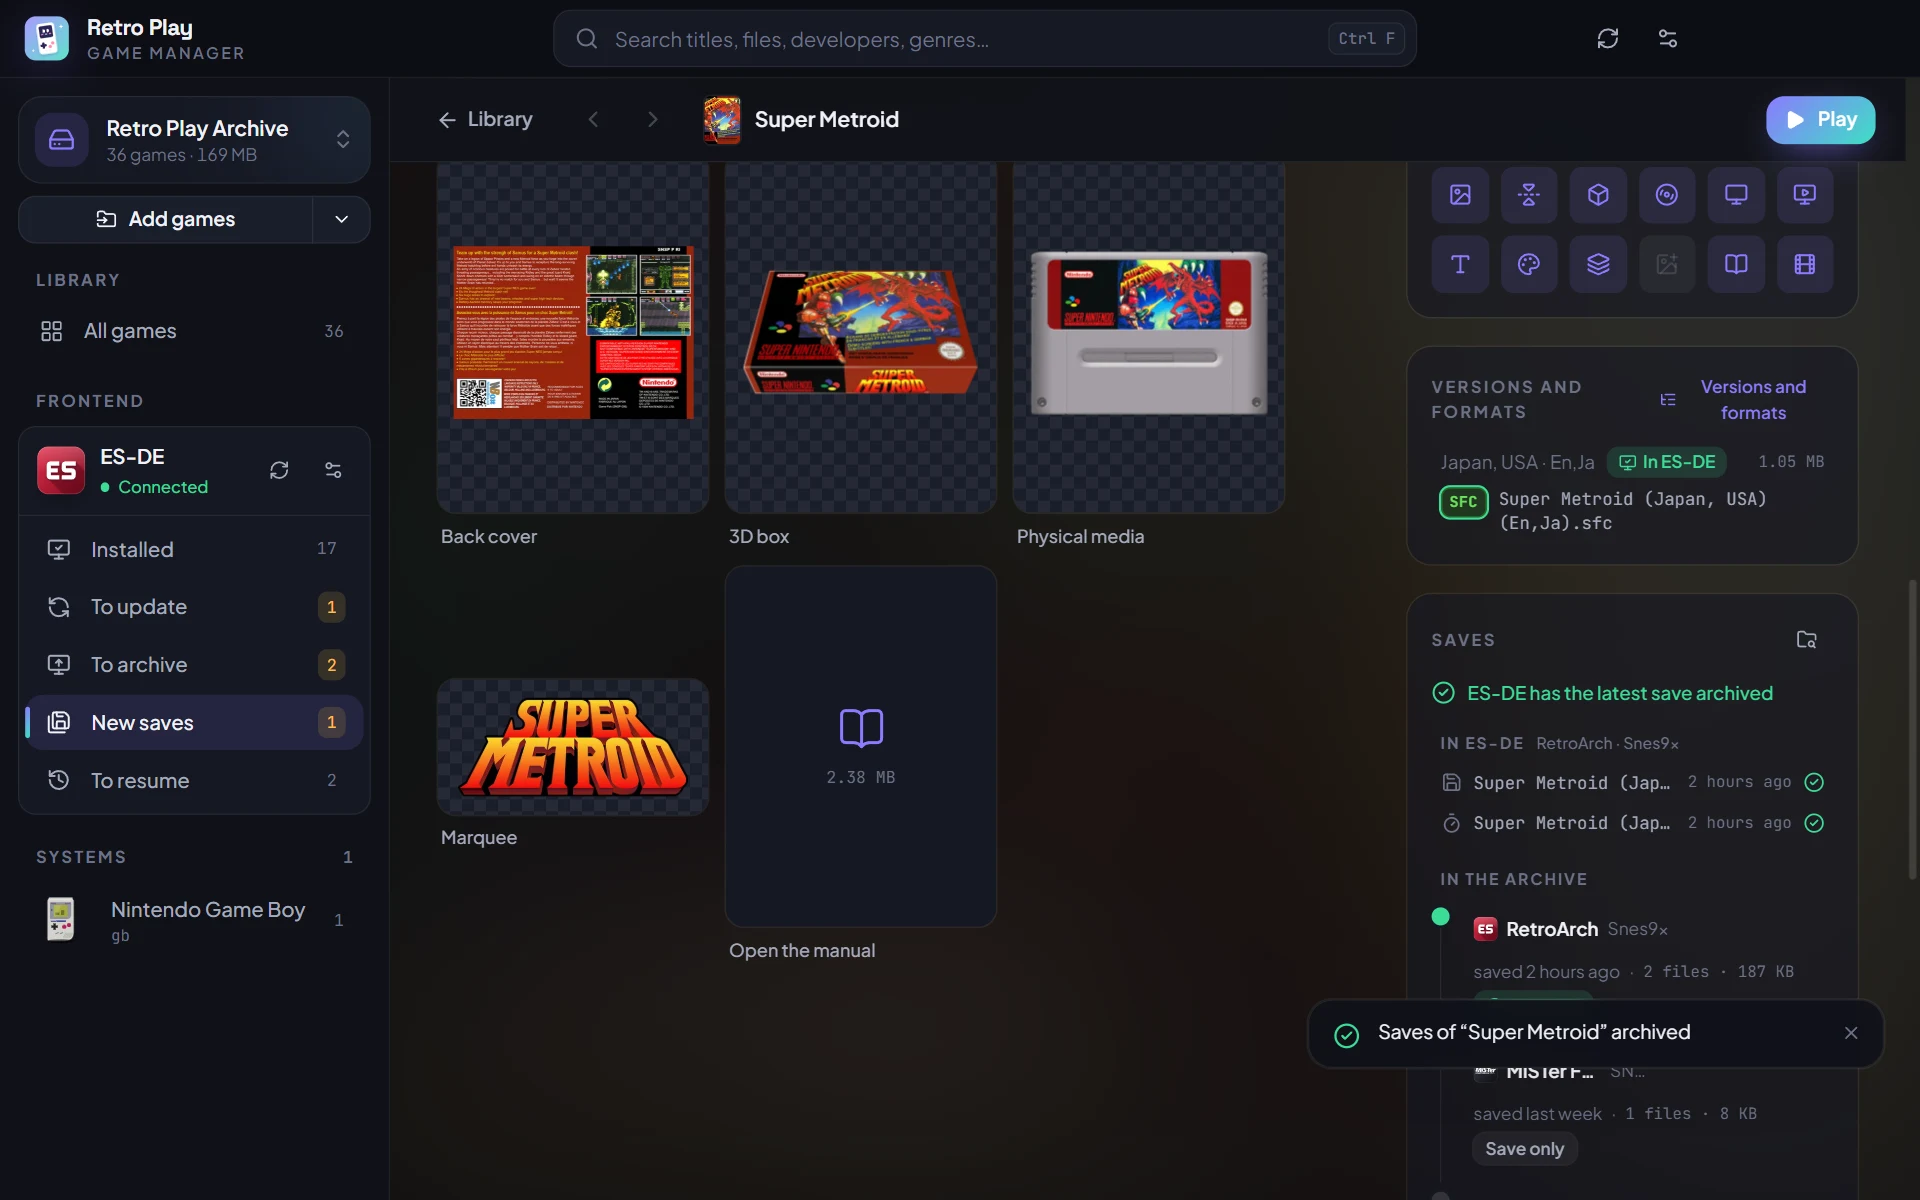 Retro Play
GAME MANAGER
Search titles, files, developers, genres…
Ctrl F
Retro Play Archive
36 games · 169 MB
Add games
LIBRARY
All games 36
FRONTEND
ES
ES-DE
Connected
Installed 17
To update 1
To archive 2
New saves 1
To resume 2
SYSTEMS 1
Nintendo Game Boy 1
gb
Library
Super Metroid
Play
Back cover
3D box
Physical media
SUPER
METROID
Marquee
2.38 MB
Open the manual
VERSIONS AND
FORMATS
Versions and
formats
Japan, USA · En,Ja In ES-DE 1.05 MB
SFC
Super Metroid (Japan, USA)
(En,Ja).sfc
SAVES
ES-DE has the latest save archived
IN ES-DE RetroArch · Snes9x
Super Metroid (Jap… 2 hours ago
Super Metroid (Jap… 2 hours ago
IN THE ARCHIVE
ES RetroArch Snes9x
saved 2 hours ago · 2 files · 187 KB
Saves of “Super Metroid” archived
MiSTer F… SN…
saved last week · 1 files · 8 KB
Save only